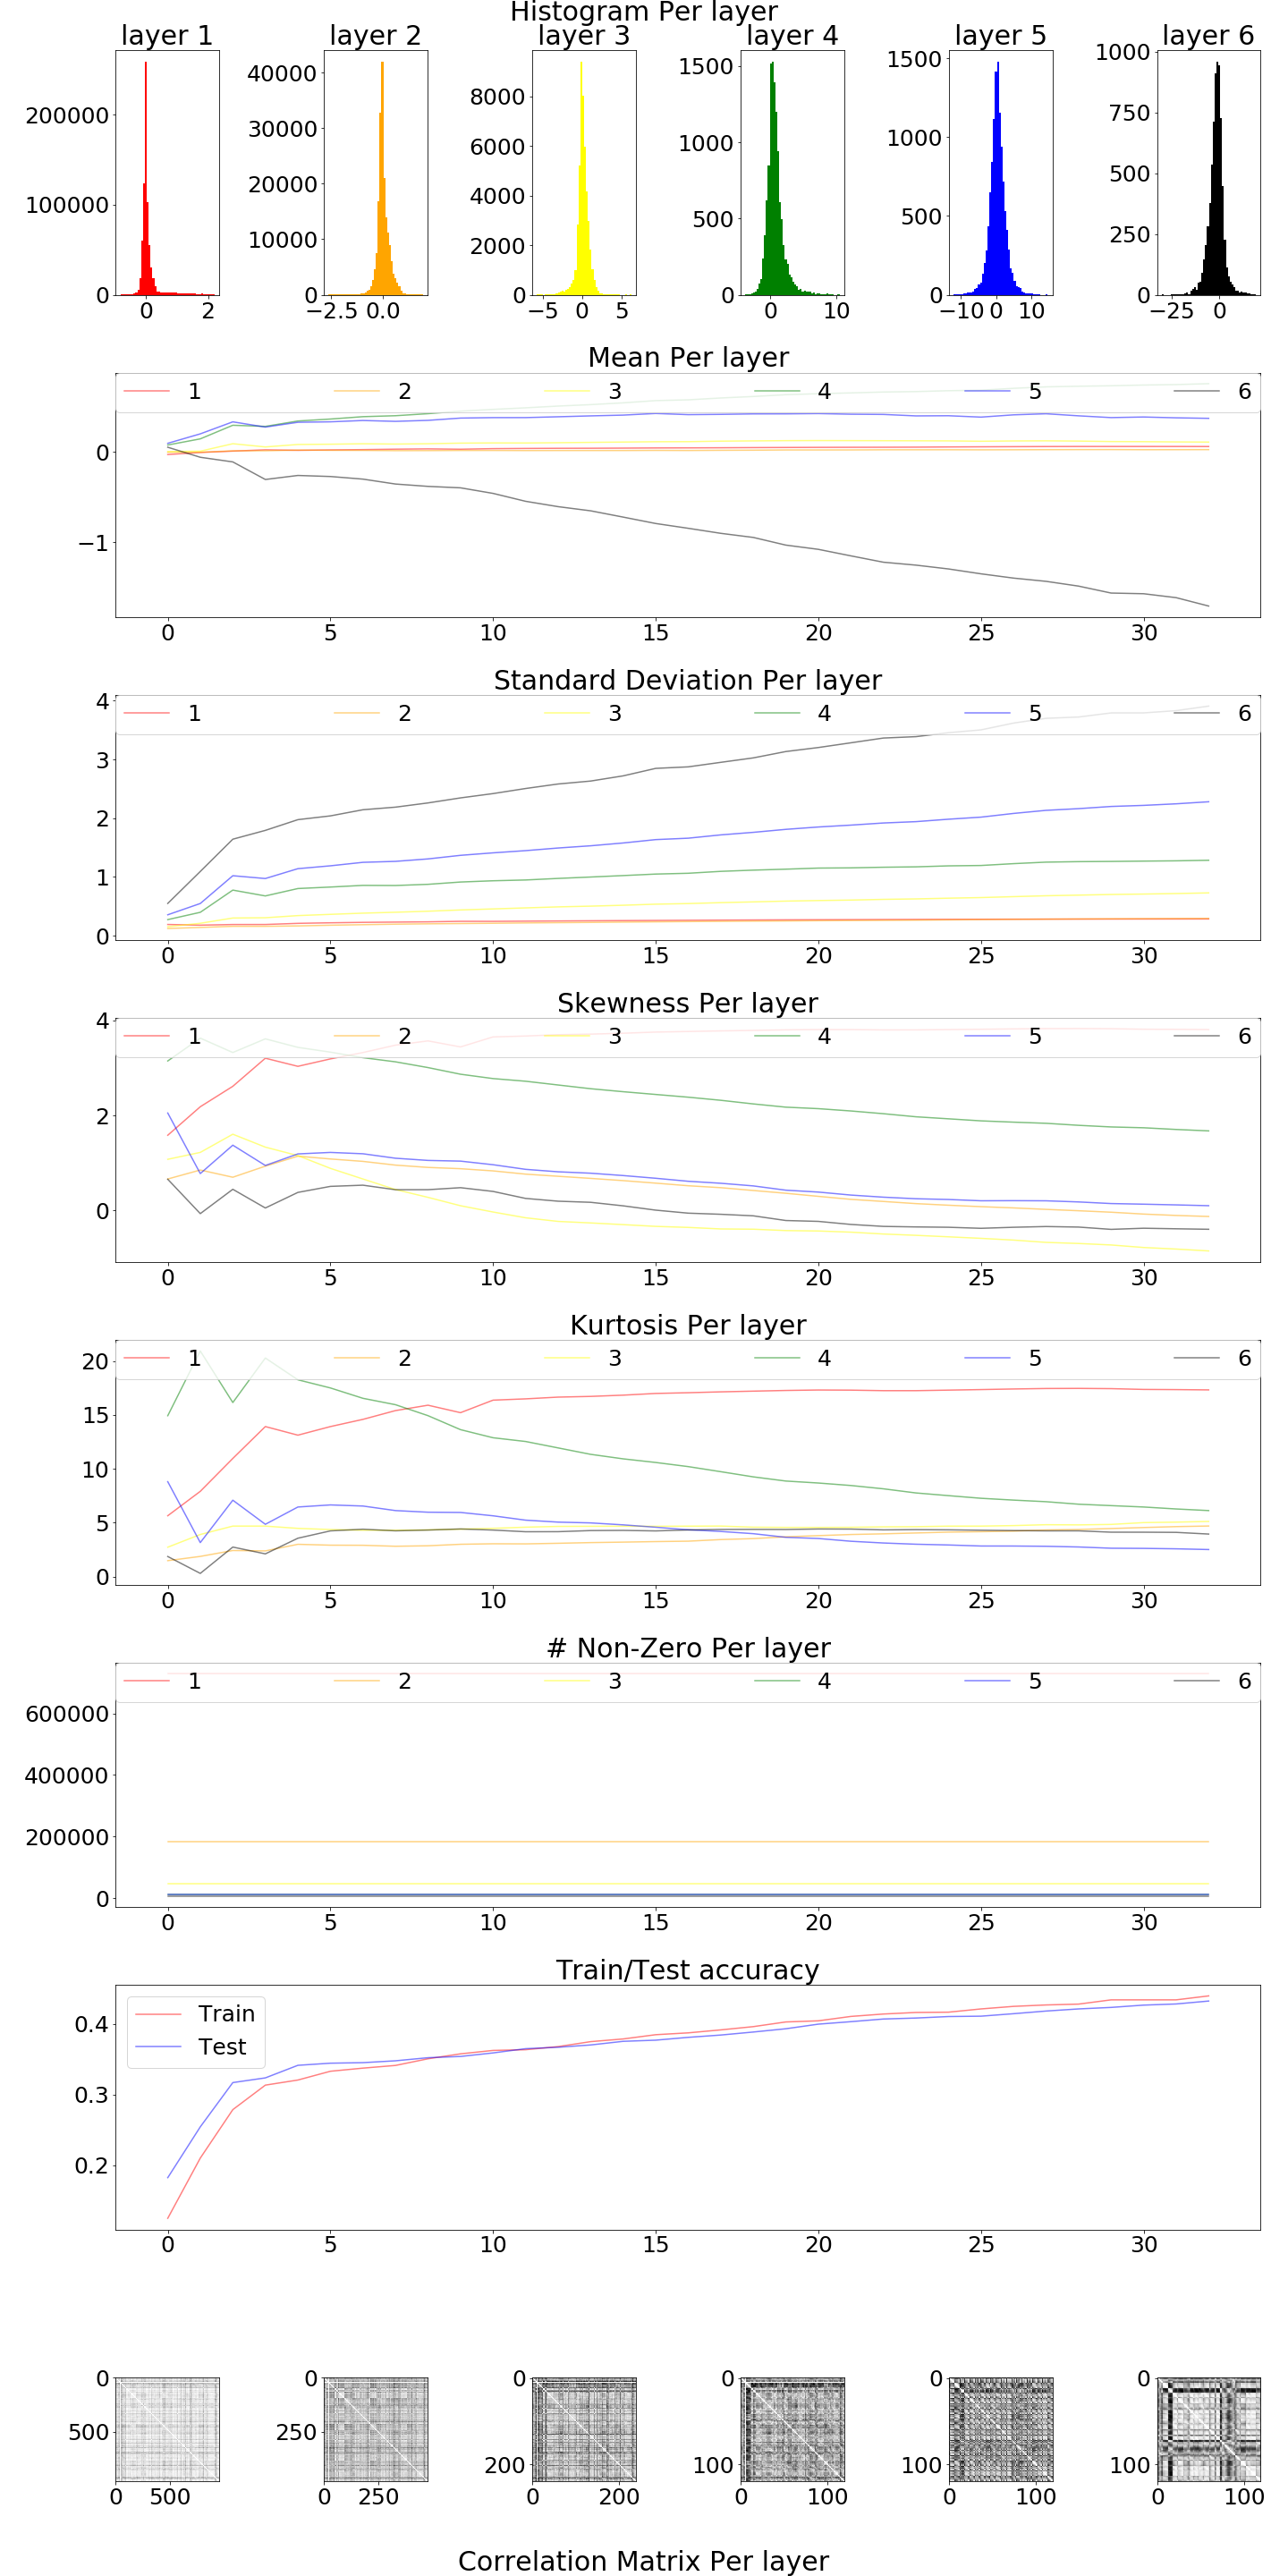 Histogram Per layer
layer 1 layer 2 layer 3 layer 4 layer 5 layer 6
200000 100000 0 0 2
40000 30000 20000 10000 0 −2.5 0.0
8000 6000 4000 2000 0 −5 0 5
1500 1000 500 0 0 10
1500 1000 500 0 −10 0 10
1000 750 500 250 0 −25 0
Mean Per layer
1 2 3 4 5 6
0
−1
0 5 10 15 20 25 30
Standard Deviation Per layer
4
1 2 3 4 5 6
3
2
1
0
0 5 10 15 20 25 30
Skewness Per layer
4
1 2 3 4 5 6
2
0
0 5 10 15 20 25 30
Kurtosis Per layer
20
1 2 3 4 5 6
15
10
5
0
0 5 10 15 20 25 30
# Non-Zero Per layer
1 2 3 4 5 6
600000
400000
200000
0
0 5 10 15 20 25 30
Train/Test accuracy
Train
Test
0.4
0.3
0.2
0 5 10 15 20 25 30
0 500 0 500
0 250 0 250
0 200 0 200
0 100 0 100
0 100 0 100
0 100 0 100
Correlation Matrix Per layer